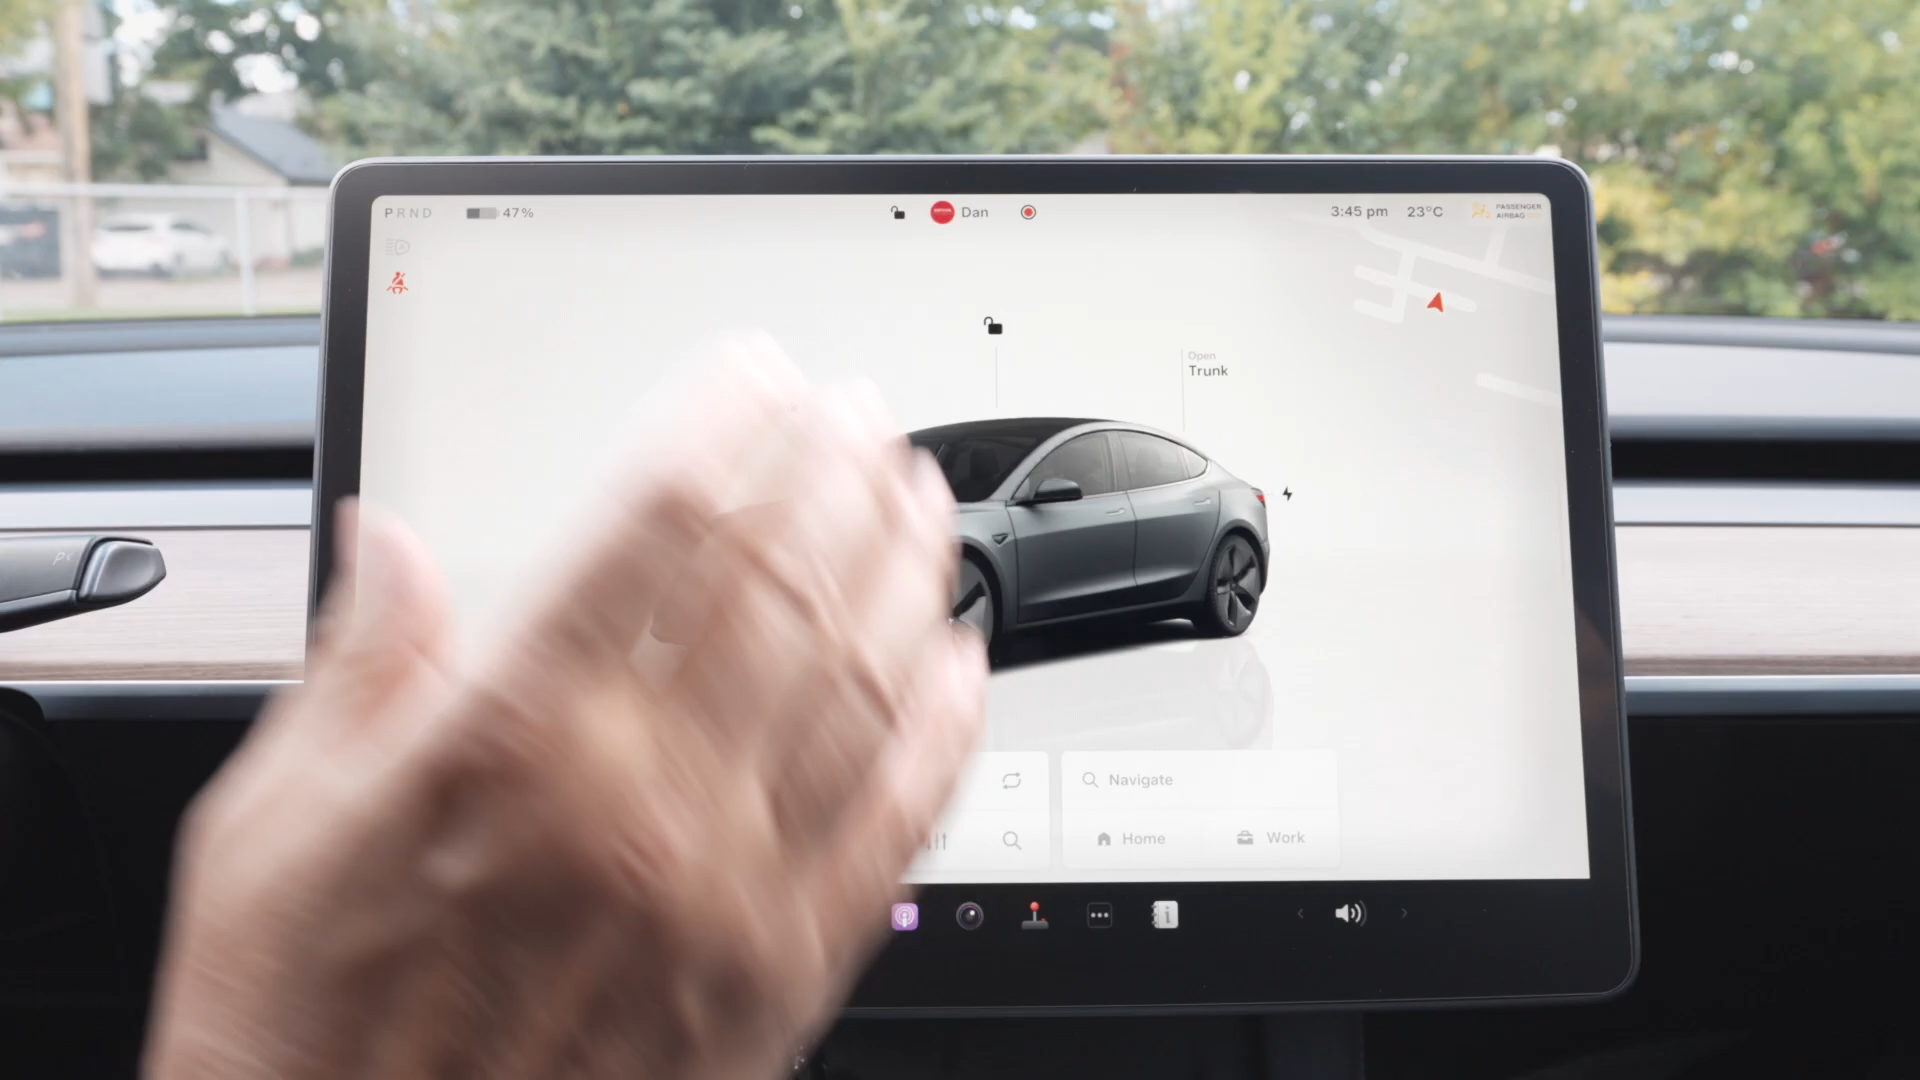 PRND 47% Dan 3:45 pm 23°C PASSENGER
AIRBAG
Open
Trunk
Navigate
Home Work